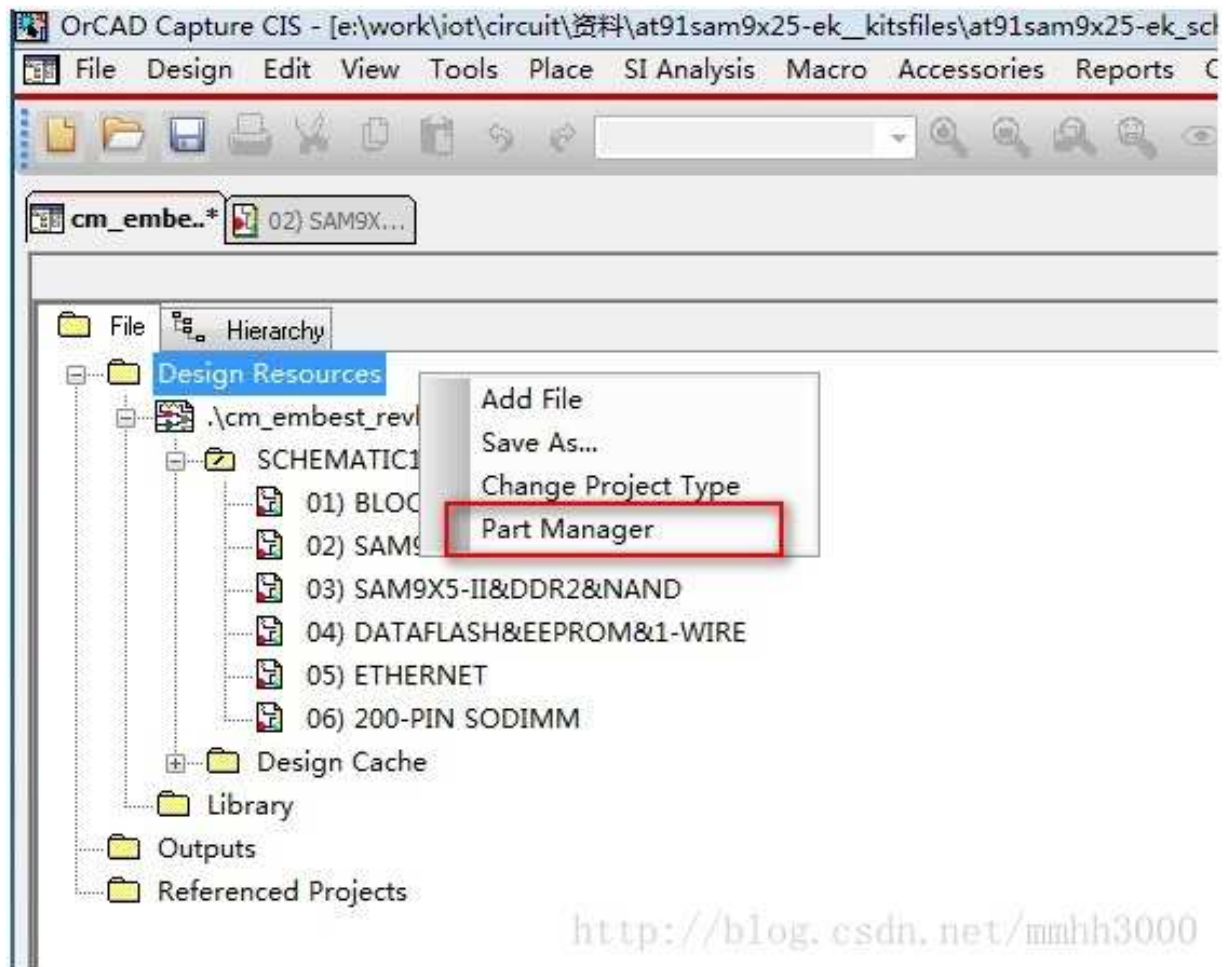 OrCAD Capture CIS - [e:\work\iot\circuit\资料\at91sam9x25-ek__kitsfiles\at91sam9x25-ek_sch
File Design Edit View Tools Place SI Analysis Macro Accessories Reports
cm_embe..* 02) SAM9X...
File Hierarchy
Design Resources
Add File
.\cm_embest_rev
Save As...
SCHEMATIC1
Change Project Type
01) BLOC
Part Manager
02) SAM9
03) SAM9X5-II&DDR2&NAND
04) DATAFLASH&EEPROM&1-WIRE
05) ETHERNET
06) 200-PIN SODIMM
Design Cache
Library
Outputs
Referenced Projects
http://blog.csdn.net/mmhh3000